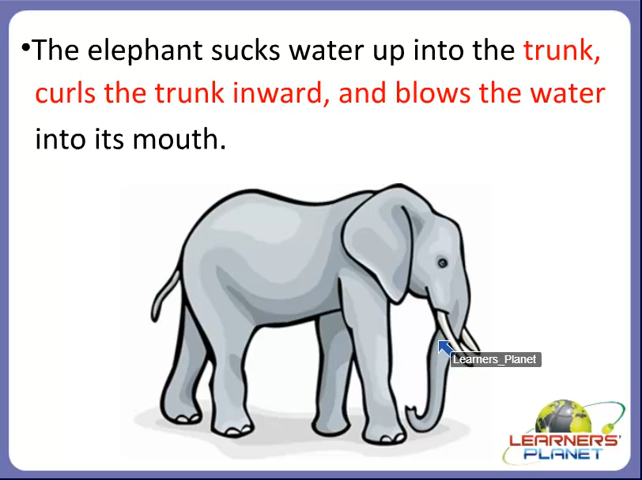 •The elephant sucks water up into the trunk,
curls the trunk inward, and blows the water
into its mouth.
Learners_Planet
LEARNERS'
PLANET